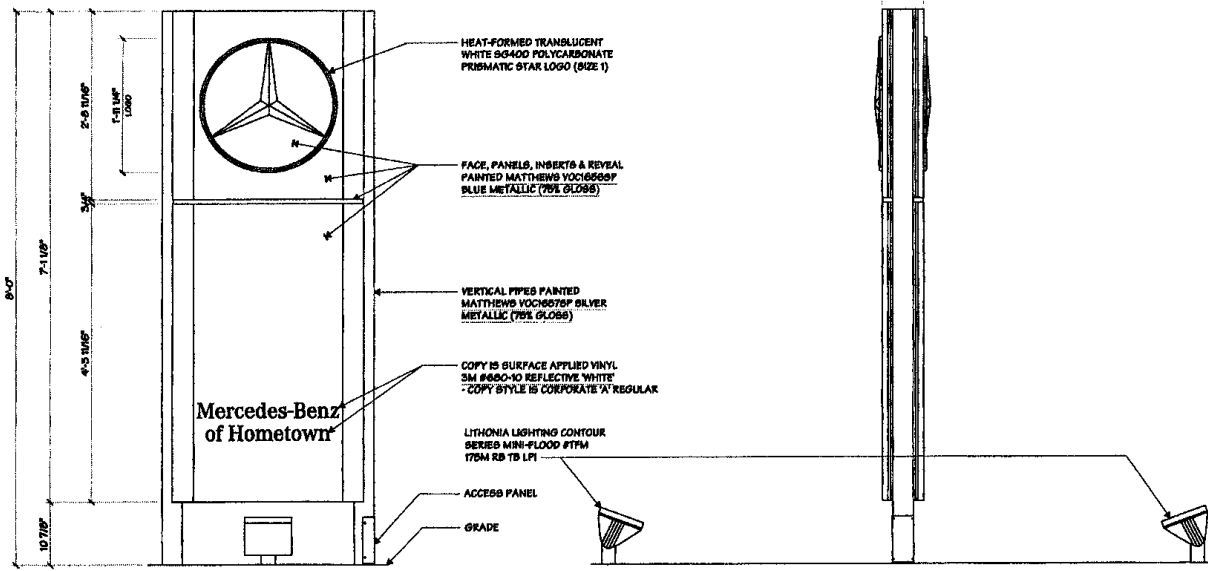 8'-0"
7'-1 1/8"
10 7/8"
2'-8 11/16"
1'-11 1/4"
LOGO
3/4"
4'-3 11/16"
HEAT-FORMED TRANSLUCENT
WHITE SG400 POLYCARBONATE
PRISMATIC STAR LOGO (SIZE 1)
FACE, PANELS, INSERTS & REVEAL
PAINTED MATTHEWS
BLUE METALLIC (75% GLOSS)
VERTICAL PIPES PAINTED
MATTHEWS SILVER
METALLIC (75% GLOSS)
COPY IS SURFACE APPLIED VINYL
3M #680-10 REFLECTIVE 'WHITE'
- COPY STYLE IS CORPORATE 'A' REGULAR
Mercedes-Benz
of Hometown
LITHONIA LIGHTING CONTOUR
SERIES MINI-FLOOD #TFM
175M RB TB LPI
ACCESS PANEL
GRADE